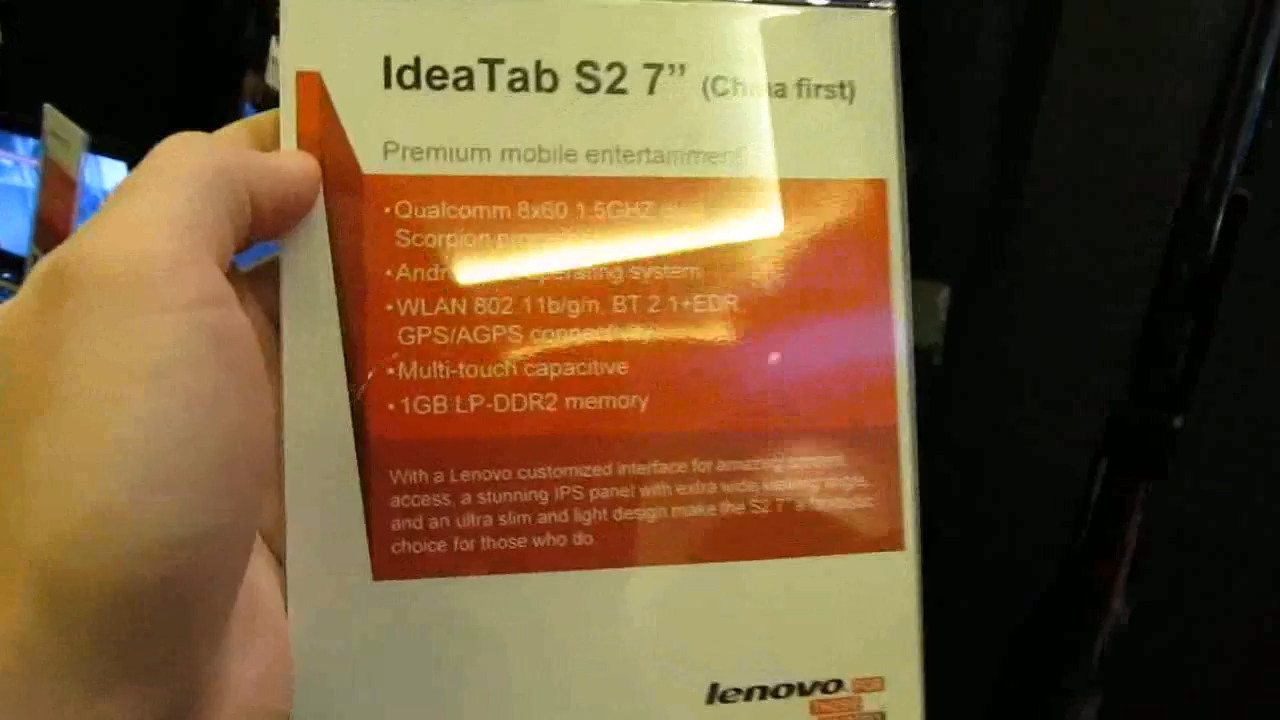 IdeaTab S2 7” (China first)
Premium mobile entertainment
•Qualcomm 8x60 1.5GHZ
Scorpion
•Andr operating system
•WLAN 802.11b/g/n, BT 2.1+EDR,
GPS/AGPS connectivity
•Multi-touch capacitive
•1GB LP-DDR2 memory
With a Lenovo customized interface for amazing
access, a stunning IPS panel with extra wide viewing angle,
and an ultra slim and light design make the S2 7” a
choice for those who do.
lenovo FOR
THOSE